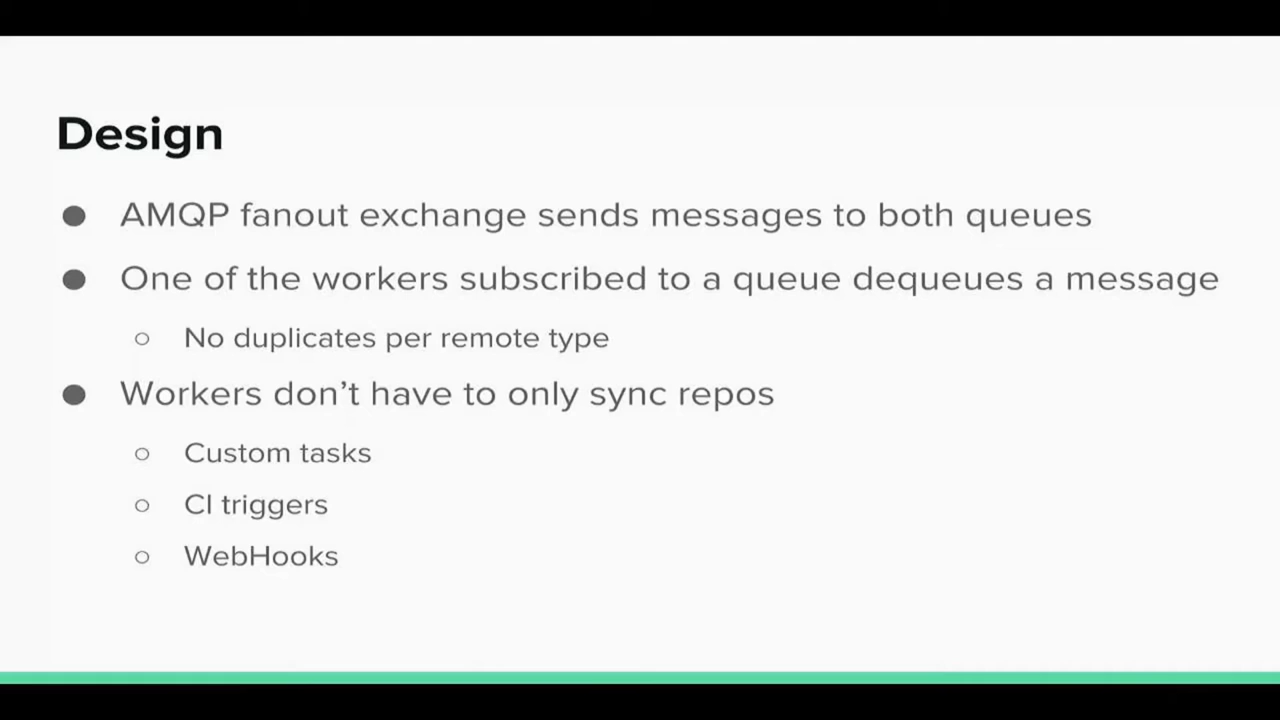 Design
● AMQP fanout exchange sends messages to both queues
● One of the workers subscribed to a queue dequeues a message
○ No duplicates per remote type
● Workers don’t have to only sync repos
○ Custom tasks
○ CI triggers
○ WebHooks